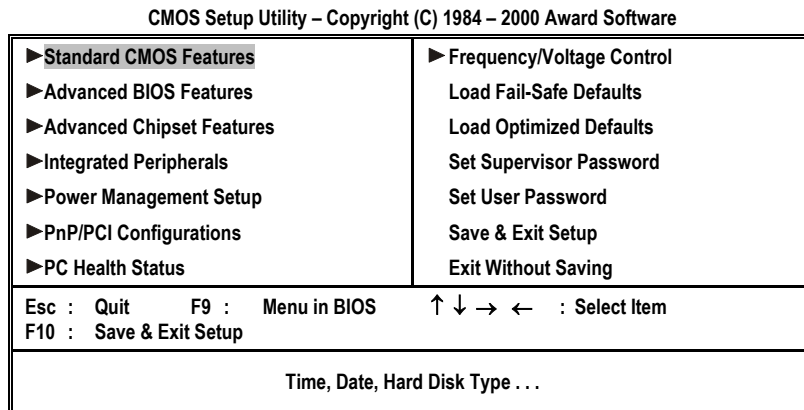 CMOS Setup Utility – Copyright (C) 1984 – 2000 Award Software
►Standard CMOS Features
►Advanced BIOS Features
►Advanced Chipset Features
►Integrated Peripherals
►Power Management Setup
►PnP/PCI Configurations
►PC Health Status
►Frequency/Voltage Control
Load Fail-Safe Defaults
Load Optimized Defaults
Set Supervisor Password
Set User Password
Save & Exit Setup
Exit Without Saving
Esc : Quit F9 : Menu in BIOS ↑ ↓ → ← : Select Item
F10 : Save & Exit Setup
Time, Date, Hard Disk Type . . .